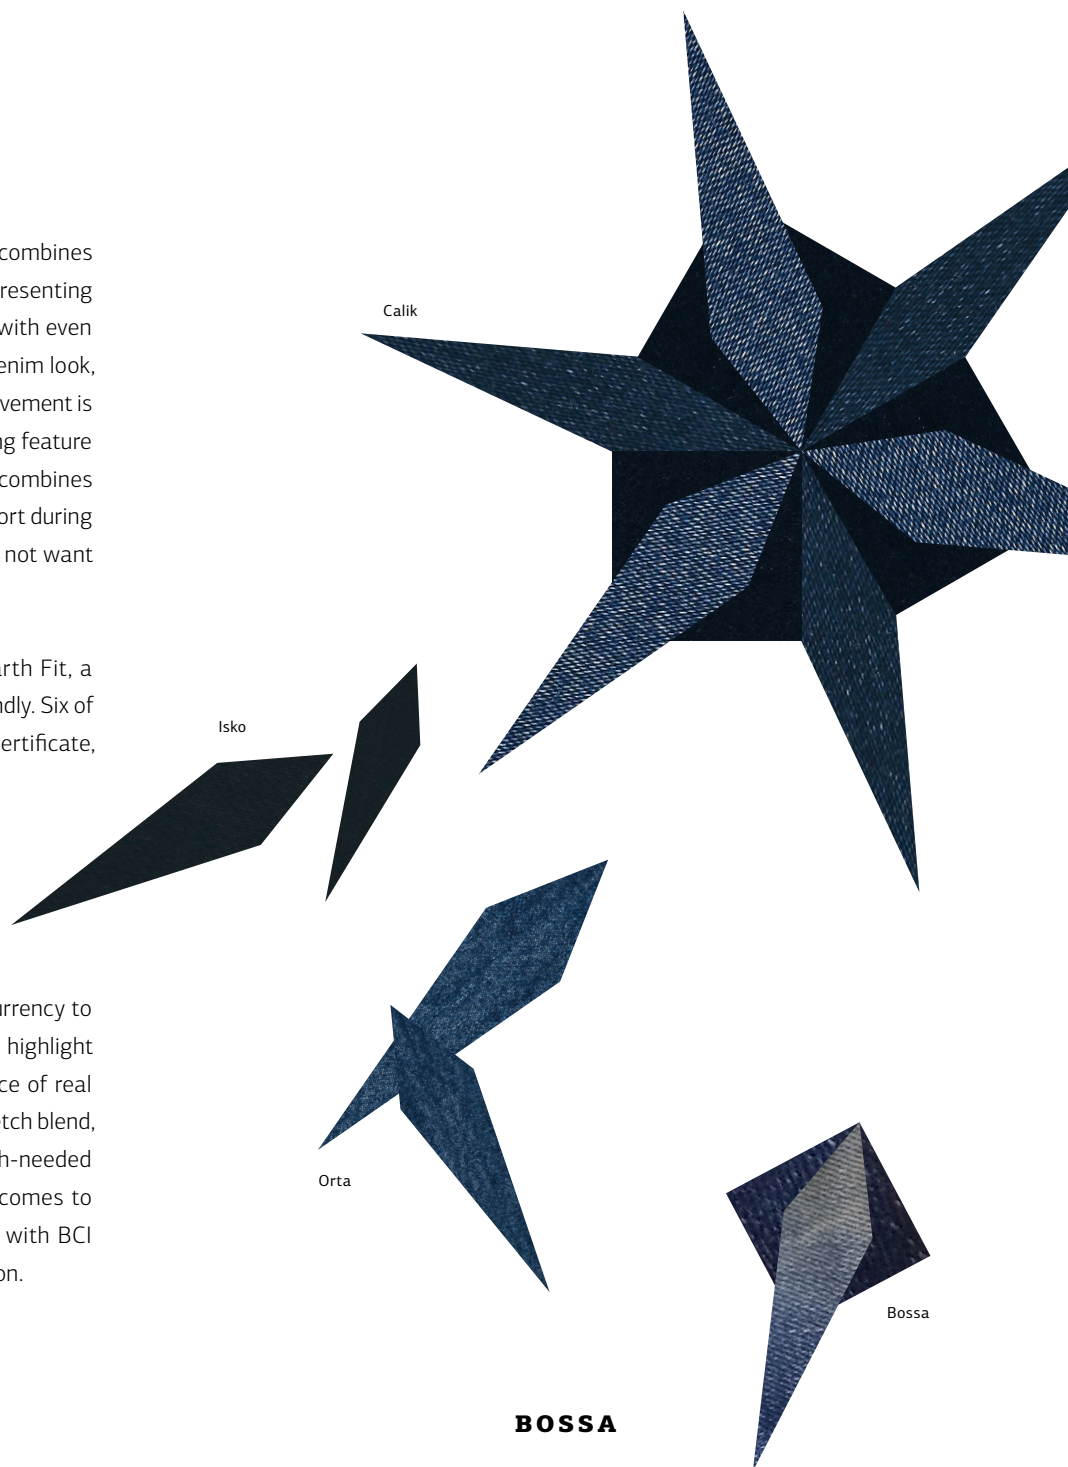 combines
resenting
with even
enim look,
vement is
ng feature
combines
ort during
not want
arth Fit, a
ndly. Six of
ertificate,
urrency to
highlight
ce of real
etch blend,
h-needed
comes to
with BCI
on.
Calik
Isko
Orta
Bossa
BOSSA